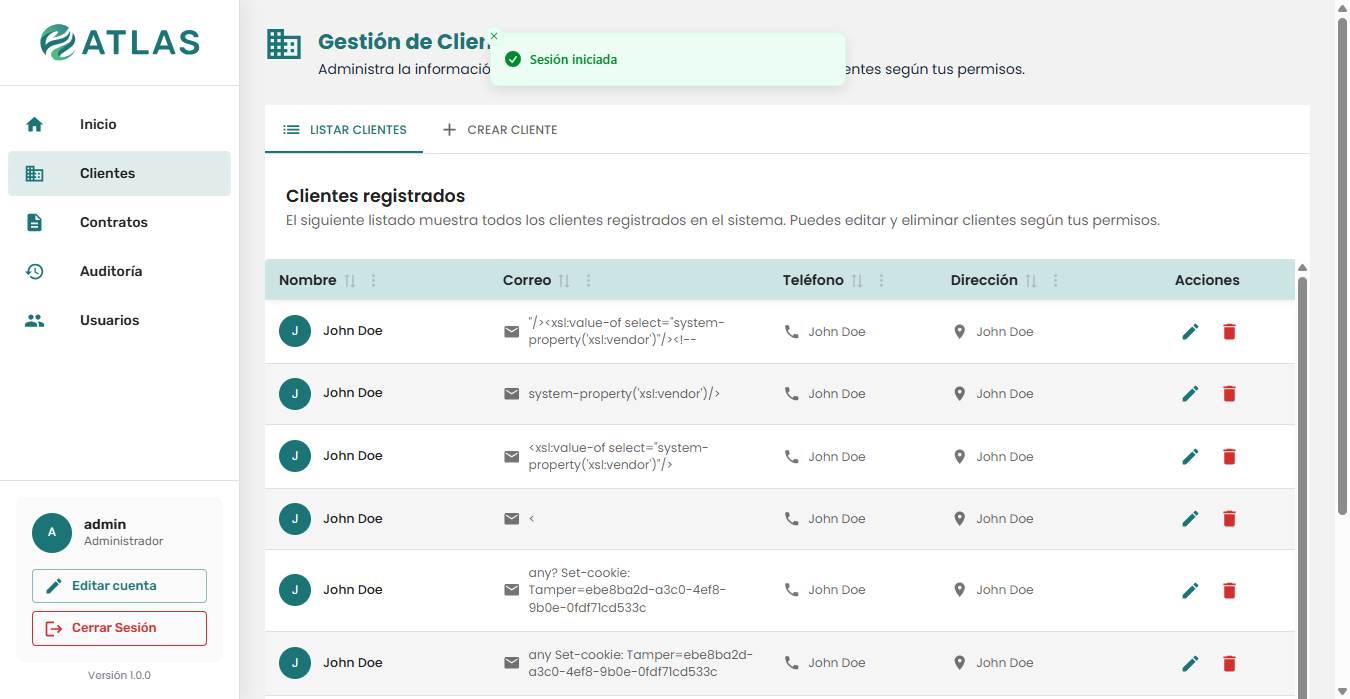 ATLAS
Inicio
Clientes
Contratos
Auditoría
Usuarios
A
admin
Administrador
Editar cuenta
Cerrar Sesión
Versión 1.0.0
Gestión de Clien
Sesión iniciada
Administra la informació
entes según tus permisos.
LISTAR CLIENTES
CREAR CLIENTE
Clientes registrados
El siguiente listado muestra todos los clientes registrados en el sistema. Puedes editar y eliminar clientes según tus permisos.
Nombre Correo Teléfono Dirección Acciones
J John Doe "/><xsl:value-of select="system-
property('xsl:vendor')"/><!-- John Doe John Doe
J John Doe system-property('xsl:vendor')/> John Doe John Doe
J John Doe <xsl:value-of select="system-
property('xsl:vendor')"/> John Doe John Doe
J John Doe < John Doe John Doe
J John Doe any? Set-cookie:
Tamper=ebe8ba2d-a3c0-4ef8-
9b0e-0fdf71cd533c John Doe John Doe
J John Doe any Set-cookie: Tamper=ebe8ba2d-
a3c0-4ef8-9b0e-0fdf71cd533c John Doe John Doe